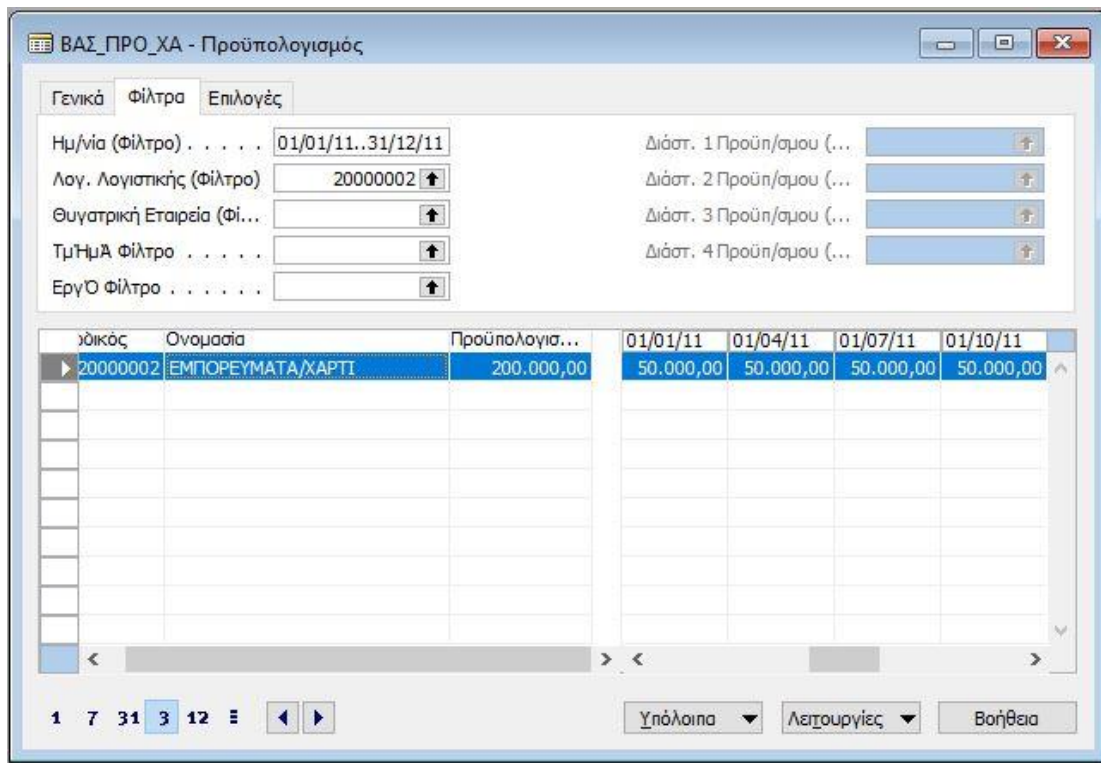 ΒΑΣ_ΠΡΟ_ΧΑ - Προϋπολογισμός
Γενικά Φίλτρα Επιλογές
Ημ/νία (Φίλτρο) . . . . . 01/01/11..31/12/11 Διάστ. 1 Προϋπ/σμου (...
Λογ. Λογιστικής (Φίλτρο) 20000002 Διάστ. 2 Προϋπ/σμου (...
Θυγατρική Εταιρεία (Φί... Διάστ. 3 Προϋπ/σμου (...
ΤμΉμΆ Φίλτρο . . . . . Διάστ. 4 Προϋπ/σμου (...
ΕργΌ Φίλτρο . . . . . .
οδικός Ονομασία Προϋπολογισ... 01/01/11 01/04/11 01/07/11 01/10/11
20000002 ΕΜΠΟΡΕΥΜΑΤΑ/ΧΑΡΤΙ 200.000,00 50.000,00 50.000,00 50.000,00 50.000,00
1 7 31 3 12 Υπόλοιπα Λειτουργίες Βοήθεια